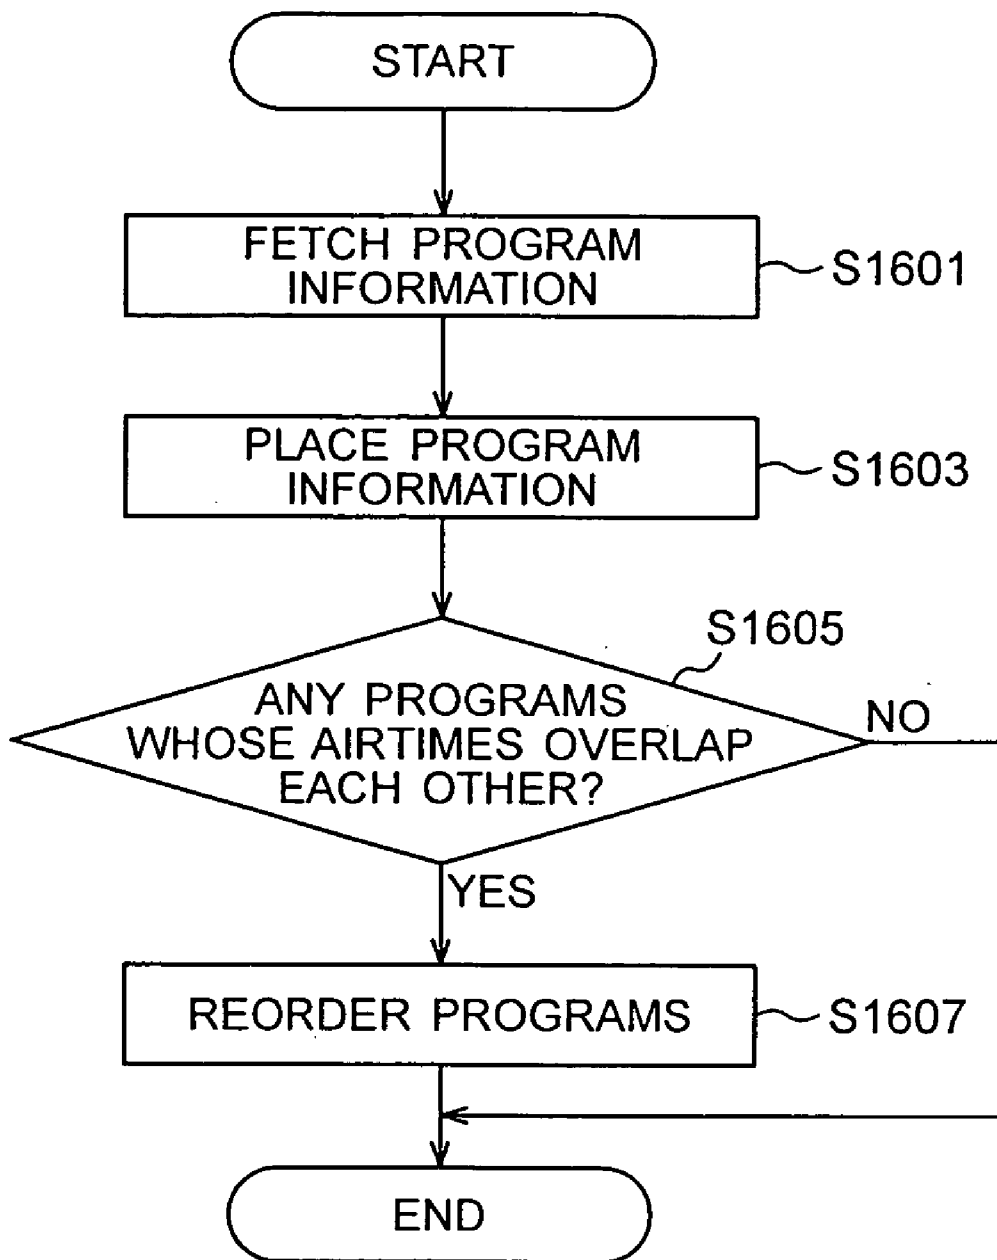 START
FETCH PROGRAM
INFORMATION
S1601
PLACE PROGRAM
INFORMATION
S1603
S1605
ANY PROGRAMS
WHOSE AIRTIMES OVERLAP
EACH OTHER?
NO
YES
REORDER PROGRAMS
S1607
END